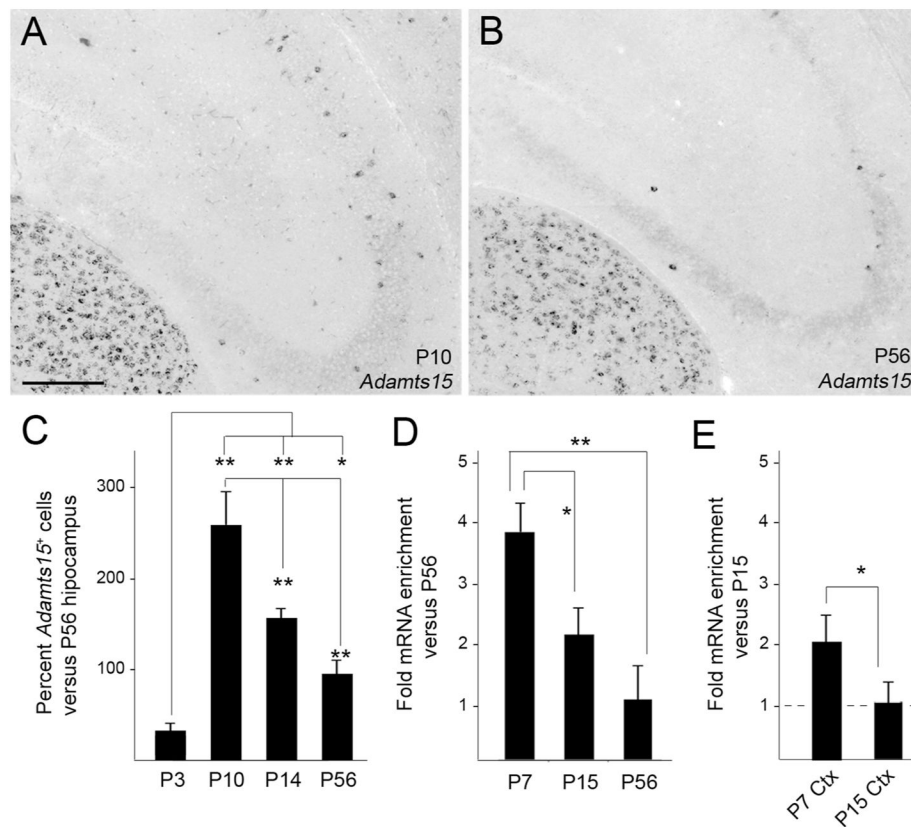 A
P10
Adamts15
B
P56
Adamts15
C
Percent Adamts15+ cells
versus P56 hipocampus
300
200
100
** ** *
**
**
P3 P10 P14 P56
D
Fold mRNA enrichment
versus P56
5
4
3
2
1
**
*
P7 P15 P56
E
Fold mRNA enrichment
versus P15
5
4
3
2
1
*
P7 Ctx P15 Ctx